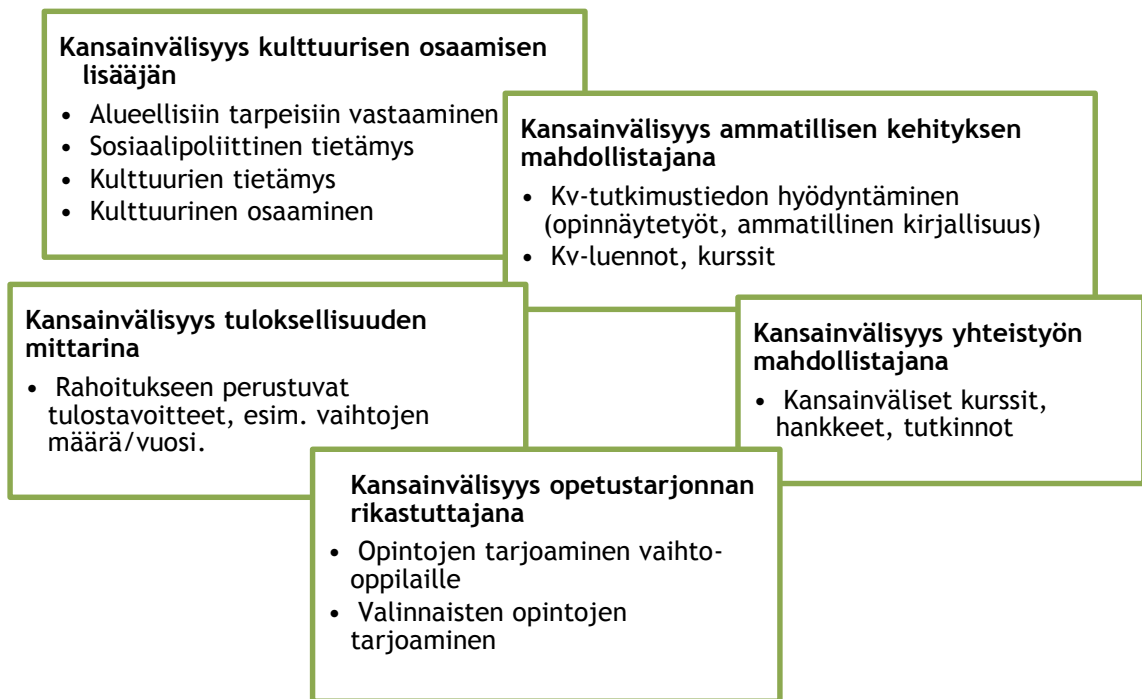 Kansainvälisyys kulttuurisen osaamisen
lisääjän
• Alueellisiin tarpeisiin vastaaminen
• Sosiaalipoliittinen tietämys
• Kulttuurien tietämys
• Kulttuurinen osaaminen
Kansainvälisyys ammatillisen kehityksen
mahdollistajana
• Kv-tutkimustiedon hyödyntäminen
(opinnäytetyöt, ammatillinen kirjallisuus)
• Kv-luennot, kurssit
Kansainvälisyys tuloksellisuuden
mittarina
• Rahoitukseen perustuvat
tulostavoitteet, esim. vaihtojen
määrä/vuosi.
Kansainvälisyys yhteistyön
mahdollistajana
• Kansainväliset kurssit,
hankkeet, tutkinnot
Kansainvälisyys opetustarjonnan
rikastuttajana
• Opintojen tarjoaminen vaihto-
oppilaille
• Valinnaisten opintojen
tarjoaminen